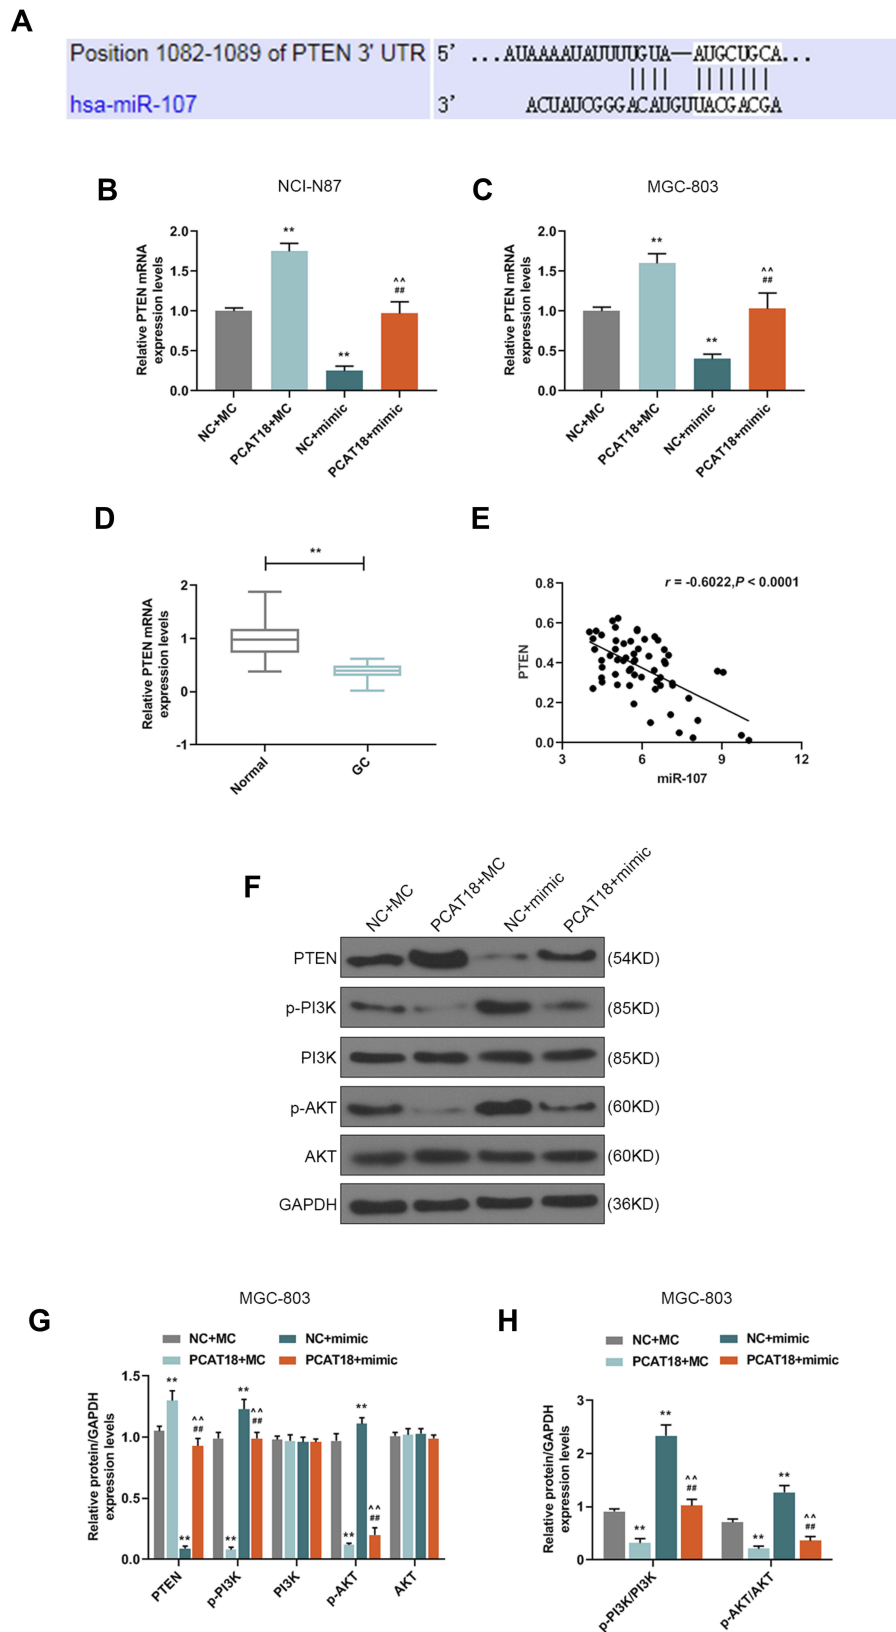 A
Position 1082-1089 of PTEN 3' UTR 5' ...AUAAAAUAUUUUGUA—AUGCUGCA...
hsa-miR-107 3' ACUAUCGGGACAUGUUACGACGA
B NCI-N87
C MGC-803
Relative PTEN mRNA expression levels
2.0
1.5
1.0
0.5
0.0
** ** ^^ ##
NC+MC
PCAT18+MC
NC+mimic
PCAT18+mimic
Relative PTEN mRNA expression levels
2.0
1.5
1.0
0.5
0.0
** ** ^^ ##
NC+MC
PCAT18+MC
NC+mimic
PCAT18+mimic
D
Relative PTEN mRNA expression levels
2
1
0
-1
**
Normal
GC
E
r = -0.6022,P < 0.0001
PTEN
0.8
0.6
0.4
0.2
0.0
3 6 9 12
miR-107
F
NC+MC PCAT18+MC NC+mimic PCAT18+mimic
PTEN (54KD)
p-PI3K (85KD)
PI3K (85KD)
p-AKT (60KD)
AKT (60KD)
GAPDH (36KD)
G MGC-803
NC+MC NC+mimic
PCAT18+MC PCAT18+mimic
Relative protein/GAPDH expression levels
1.5
1.0
0.5
0.0
** ** ^^ ## ** ** ^^ ## ** ** ^^ ##
PTEN
p-PI3K
PI3K
p-AKT
AKT
H MGC-803
NC+MC NC+mimic
PCAT18+MC PCAT18+mimic
Relative protein/GAPDH expression levels
3
2
1
0
** ** ^^ ## ** ** ^^ ##
p-PI3K/PI3K
p-AKT/AKT